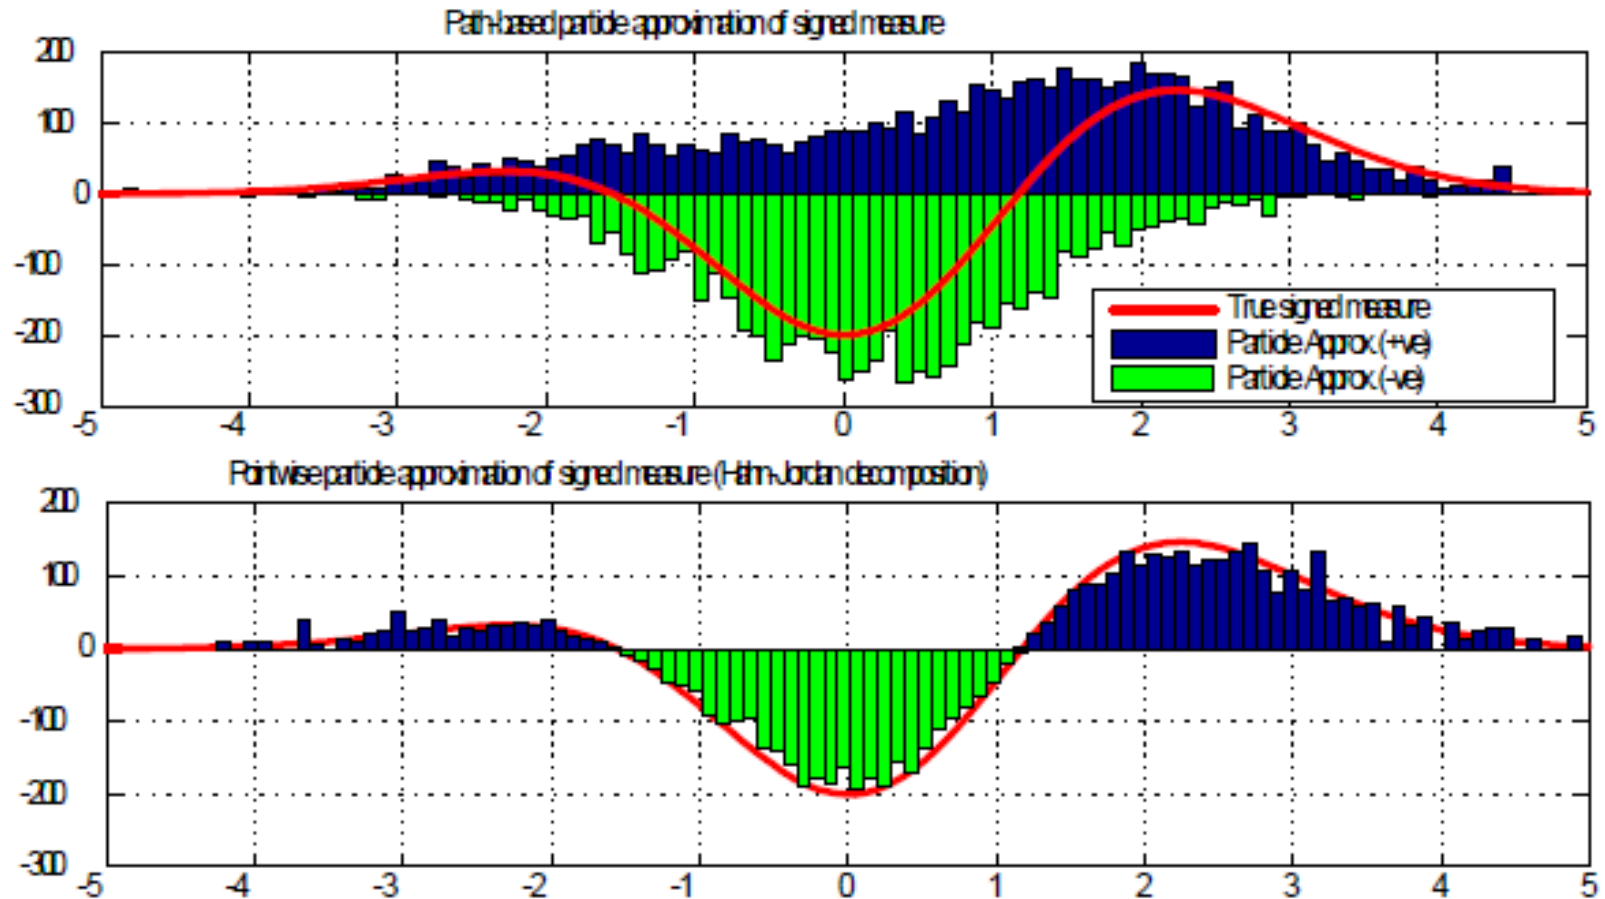 Path-based particle approximation of signed measure
200
100
0
-100
-200
-300
-5 -4 -3 -2 -1 0 1 2 3 4 5
True signed measure
Particle Approx. (+ve)
Particle Approx. (-ve)
Pointwise particle approximation of signed measure (Hahn-Jordan decomposition)
200
100
0
-100
-200
-300
-5 -4 -3 -2 -1 0 1 2 3 4 5